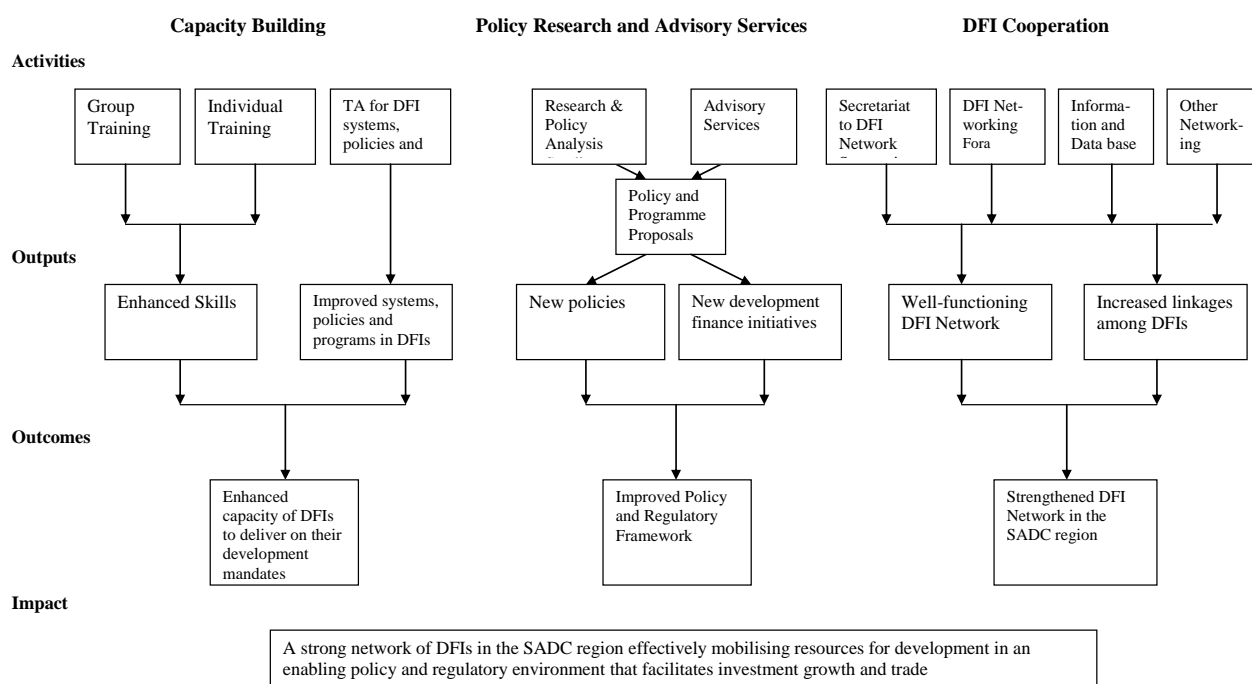 Capacity Building
Policy Research and Advisory Services
DFI Cooperation
Activities
Group
Training
Individual
Training
TA for DFI
systems,
policies and
Research &
Policy
Analysis
Advisory
Services
Secretariat
to DFI
Network
DFI Net-
working
Fora
Informa-
tion and
Data base
Other
Network-
ing
Policy and
Programme
Proposals
Outputs
Enhanced Skills
Improved systems,
policies and
programs in DFIs
New policies
New development
finance initiatives
Well-functioning
DFI Network
Increased linkages
among DFIs
Outcomes
Enhanced
capacity of DFIs
to deliver on their
development
mandates
Improved Policy
and Regulatory
Framework
Strengthened DFI
Network in the
SADC region
Impact
A strong network of DFIs in the SADC region effectively mobilising resources for development in an
enabling policy and regulatory environment that facilitates investment growth and trade